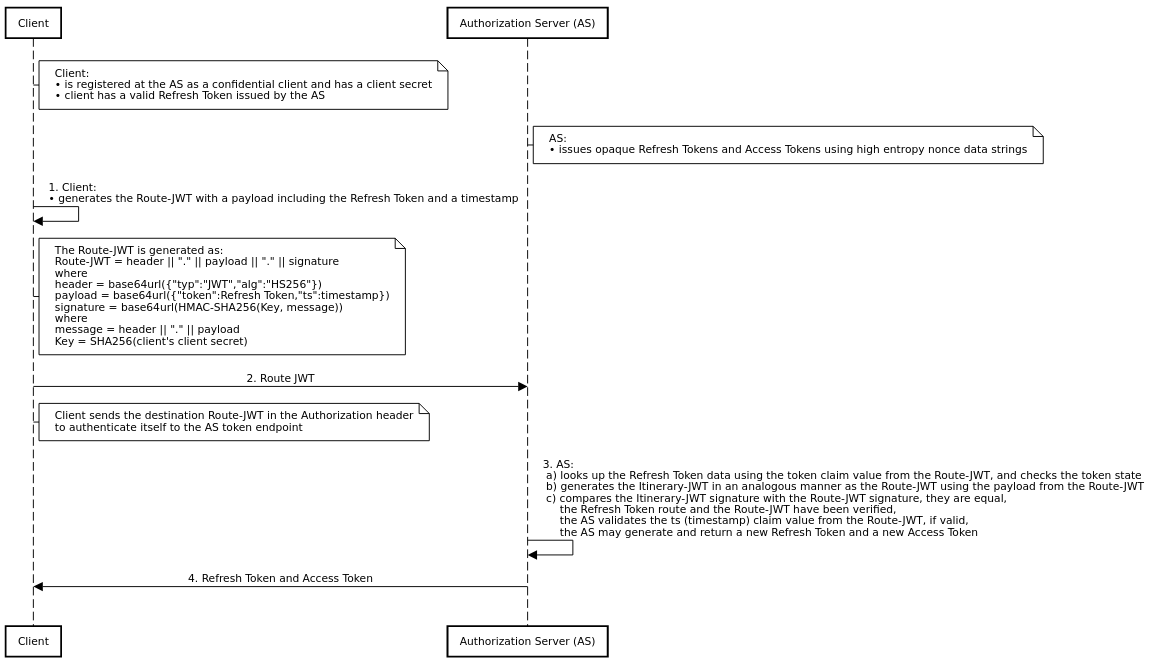 Client
Authorization Server (AS)
Client:
• is registered at the AS as a confidential client and has a client secret
• client has a valid Refresh Token issued by the AS
AS:
• issues opaque Refresh Tokens and Access Tokens using high entropy nonce data strings
1. Client:
• generates the Route-JWT with a payload including the Refresh Token and a timestamp
The Route-JWT is generated as:
Route-JWT = header || "." || payload || "." || signature
where
header = base64url({"typ":"JWT","alg":"HS256"})
payload = base64url({"token":Refresh Token,"ts":timestamp})
signature = base64url(HMAC-SHA256(Key, message))
where
message = header || "." || payload
Key = SHA256(client's client secret)
2. Route JWT
Client sends the destination Route-JWT in the Authorization header
to authenticate itself to the AS token endpoint
3. AS:
a) looks up the Refresh Token data using the token claim value from the Route-JWT, and checks the token state
b) generates the Itinerary-JWT in an analogous manner as the Route-JWT using the payload from the Route-JWT
c) compares the Itinerary-JWT signature with the Route-JWT signature, they are equal,
the Refresh Token route and the Route-JWT have been verified,
the AS validates the ts (timestamp) claim value from the Route-JWT, if valid,
the AS may generate and return a new Refresh Token and a new Access Token
4. Refresh Token and Access Token
Client
Authorization Server (AS)